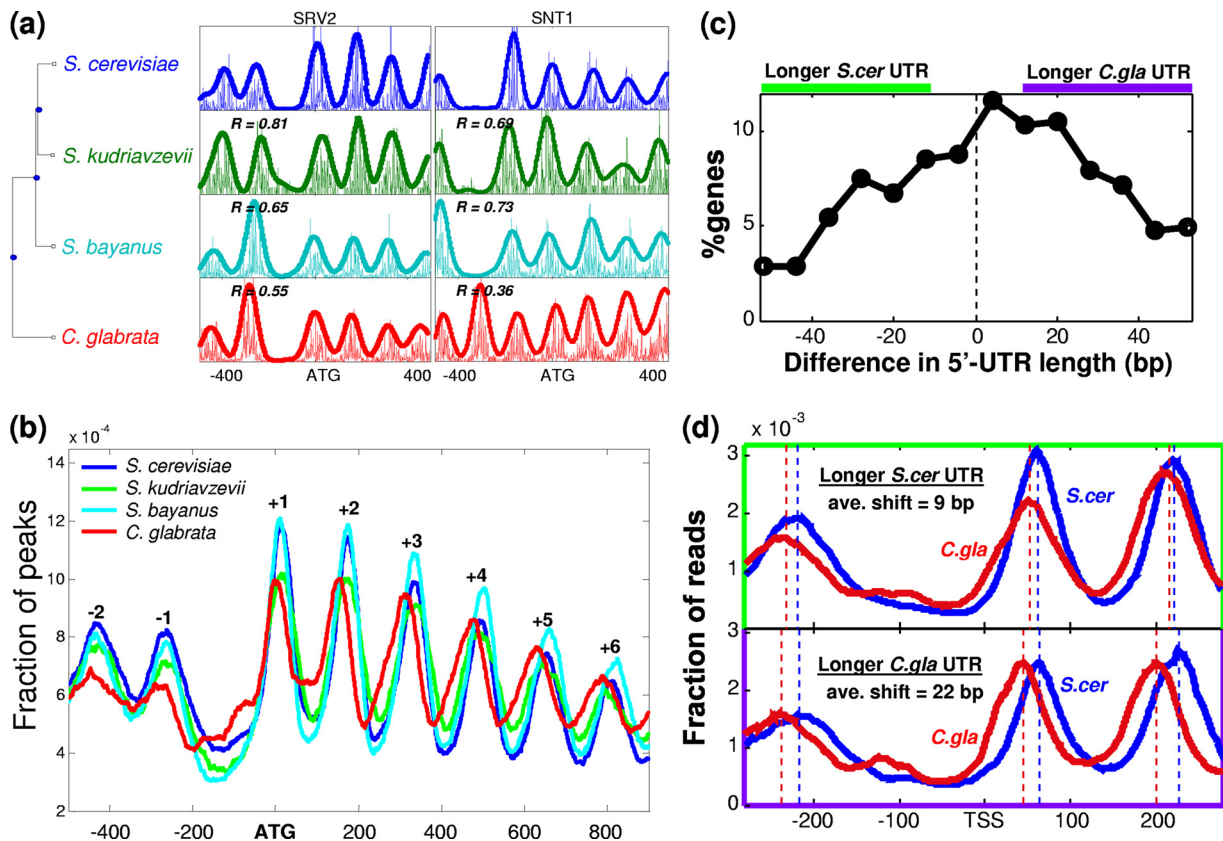 (a)
SRV2
SNT1
S. cerevisiae
S. kudriavzevii
S. bayanus
C. glabrata
R = 0.81
R = 0.69
R = 0.65
R = 0.73
R = 0.55
R = 0.36
-400 ATG 400 -400 ATG 400
(b)
x 10⁻⁴
14
12
10
8
6
4
2
Fraction of peaks
S. cerevisiae
S. kudriavzevii
S. bayanus
C. glabrata
-2
-1
+1
+2
+3
+4
+5
+6
-400 -200 ATG 200 400 600 800
(c)
Longer S.cer UTR
Longer C.gla UTR
10
5
0
%genes
-40 -20 0 20 40
Difference in 5’-UTR length (bp)
(d)
x 10⁻³
3
2
1
Fraction of reads
Longer S.cer UTR
ave. shift = 9 bp
S.cer
C.gla
3
2
1
0
Longer C.gla UTR
ave. shift = 22 bp
S.cer
C.gla
-200 -100 TSS 100 200